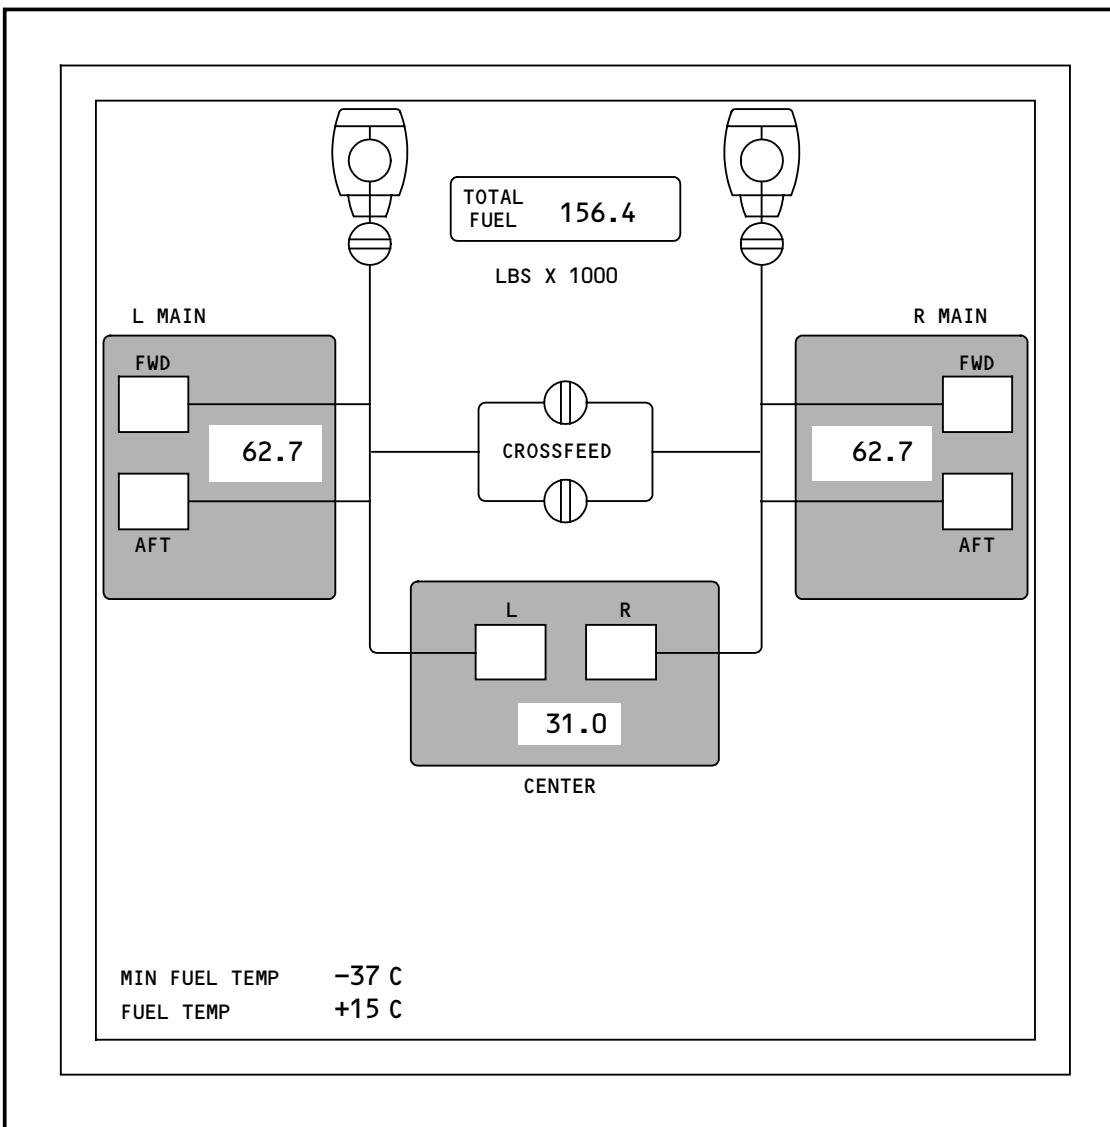 TOTAL
FUEL 156.4
LBS X 1000
L MAIN
R MAIN
FWD
FWD
62.7
CROSSFEED
62.7
AFT
AFT
L
R
31.0
CENTER
MIN FUEL TEMP −37 C
FUEL TEMP +15 C